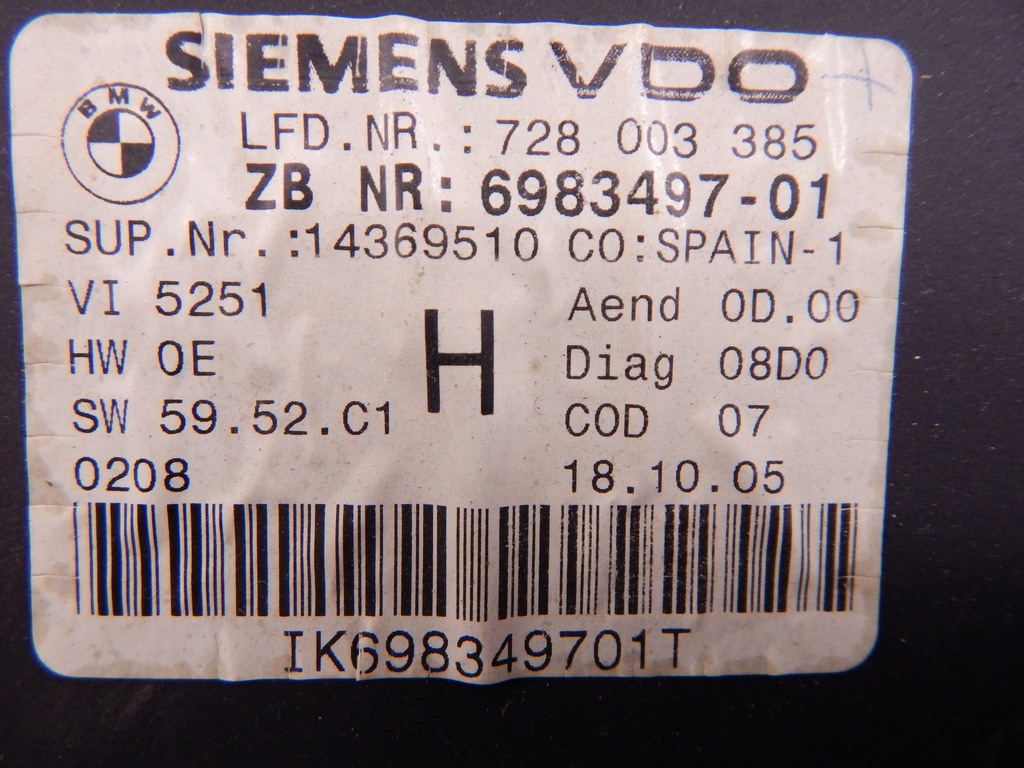 SIEMENS VDO
BMW
LFD.NR.: 728 003 385
ZB NR: 6983497-01
SUP.Nr.:14369510 CO:SPAIN-1
VI 5251
Aend 0D.00
HW 0E
H
Diag 08D0
SW 59.52.C1
COD 07
0208
18.10.05
IK698349701T